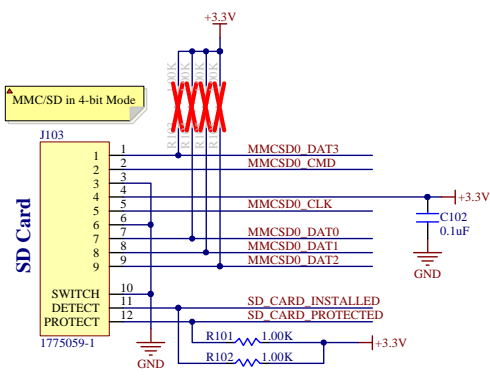 +3.3V
MMC/SD in 4-bit Mode
J103
1 1 MMCSD0_DAT3
2 2 MMCSD0_CMD
3 3
4 4 +3.3V
5 5 MMCSD0_CLK
C102
0.1uF
6 6
7 7 MMCSD0_DAT0
8 8 MMCSD0_DAT1
9 9 MMCSD0_DAT2
GND
SD Card
SWITCH 10
DETECT 11 SD_CARD_INSTALLED
PROTECT 12 SD_CARD_PROTECTED
1775059-1
R101 1.00K +3.3V
R102 1.00K
GND